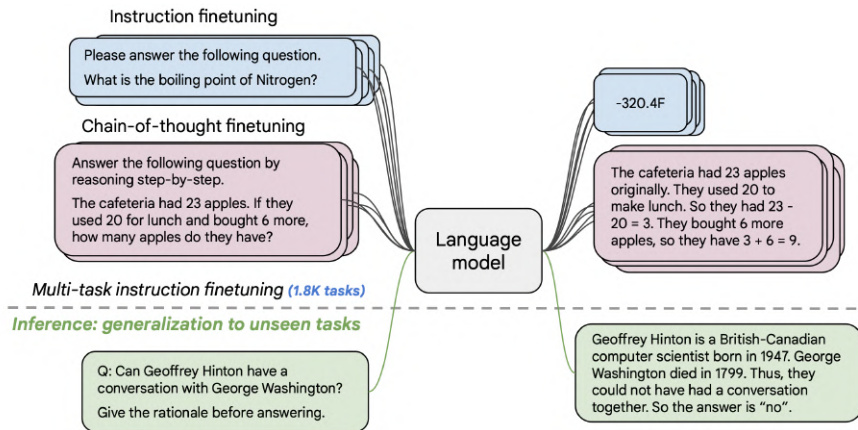 Instruction finetuning
Please answer the following question.
What is the boiling point of Nitrogen?
-320.4F
Chain-of-thought finetuning
Answer the following question by
reasoning step-by-step.
The cafeteria had 23 apples. If they
used 20 for lunch and bought 6 more,
how many apples do they have?
Language
model
The cafeteria had 23 apples
originally. They used 20 to
make lunch. So they had 23 -
20 = 3. They bought 6 more
apples, so they have 3 + 6 = 9.
Multi-task instruction finetuning (1.8K tasks)
Inference: generalization to unseen tasks
Q: Can Geoffrey Hinton have a
conversation with George Washington?
Give the rationale before answering.
Geoffrey Hinton is a British-Canadian
computer scientist born in 1947. George
Washington died in 1799. Thus, they
could not have had a conversation
together. So the answer is “no”.